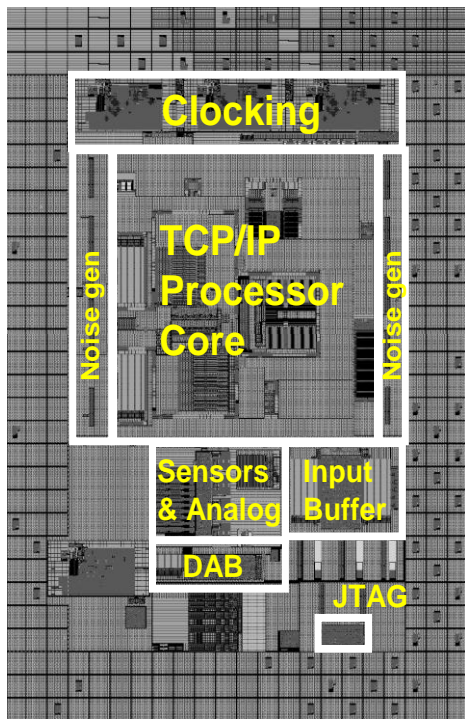 Clocking
Noise gen
TCP/IP
Processor
Core
Noise gen
Sensors
& Analog
Input
Buffer
DAB
JTAG